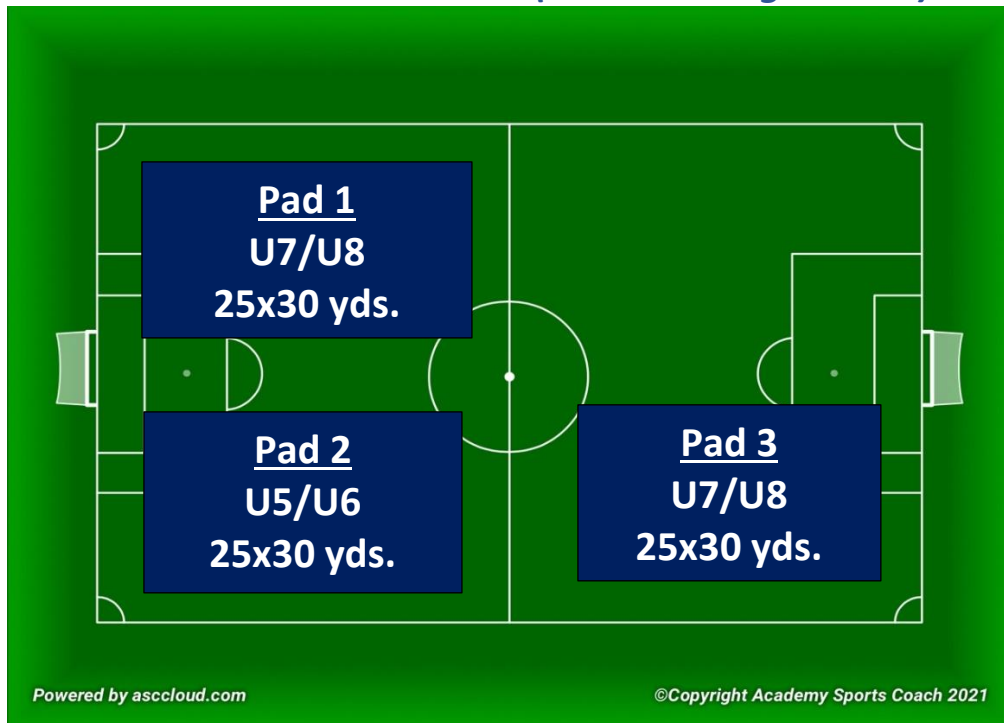 Pad 1
U7/U8
25x30 yds.
Pad 2
U5/U6
25x30 yds.
Pad 3
U7/U8
25x30 yds.
Powered by asccloud.com
©Copyright Academy Sports Coach 2021